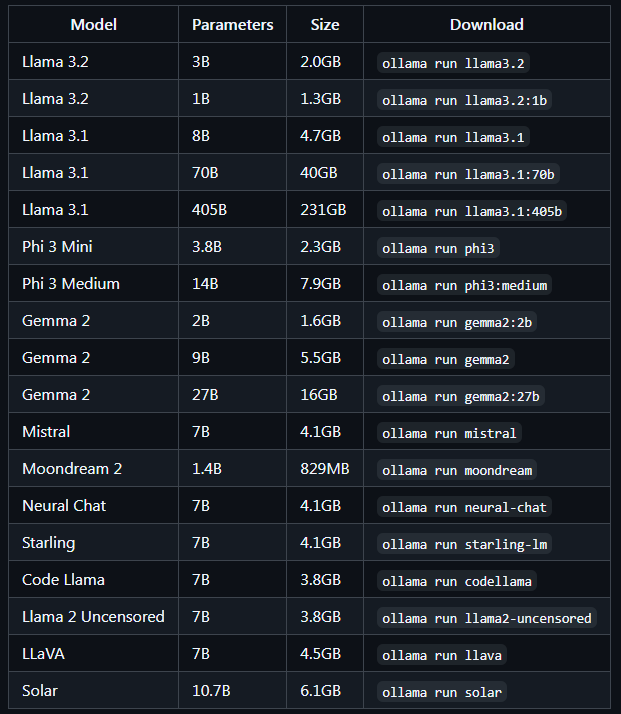 Model Parameters Size Download
Llama 3.2 3B 2.0GB ollama run llama3.2
Llama 3.2 1B 1.3GB ollama run llama3.2:1b
Llama 3.1 8B 4.7GB ollama run llama3.1
Llama 3.1 70B 40GB ollama run llama3.1:70b
Llama 3.1 405B 231GB ollama run llama3.1:405b
Phi 3 Mini 3.8B 2.3GB ollama run phi3
Phi 3 Medium 14B 7.9GB ollama run phi3:medium
Gemma 2 2B 1.6GB ollama run gemma2:2b
Gemma 2 9B 5.5GB ollama run gemma2
Gemma 2 27B 16GB ollama run gemma2:27b
Mistral 7B 4.1GB ollama run mistral
Moondream 2 1.4B 829MB ollama run moondream
Neural Chat 7B 4.1GB ollama run neural-chat
Starling 7B 4.1GB ollama run starling-lm
Code Llama 7B 3.8GB ollama run codellama
Llama 2 Uncensored 7B 3.8GB ollama run llama2-uncensored
LLaVA 7B 4.5GB ollama run llava
Solar 10.7B 6.1GB ollama run solar